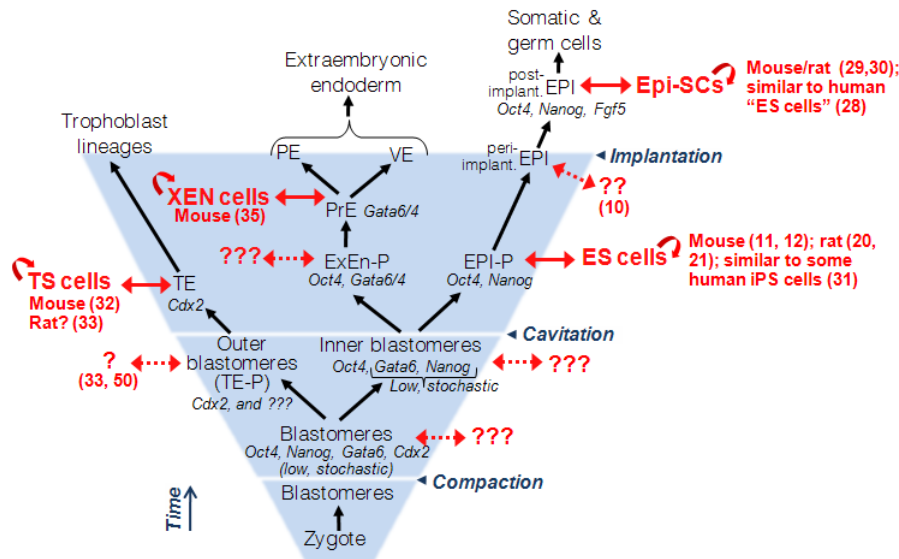 Somatic &
germ cells
Extraembryonic
endoderm
post-
implant. EPI
Oct4, Nanog, Fgf5
Epi-SCs
Mouse/rat (29,30);
similar to human
“ES cells” (28)
Trophoblast
lineages
PE
VE
peri-
implant. EPI
Implantation
??
(10)
XEN cells
Mouse (35)
PrE Gata6/4
???
ExEn-P
Oct4, Gata6/4
EPI-P
Oct4, Nanog
ES cells
Mouse (11, 12); rat (20,
21); similar to some
human iPS cells (31)
TS cells
Mouse (32)
Rat? (33)
TE
Cdx2
Cavitation
?
(33, 50)
Outer
blastomeres
(TE-P)
Cdx2, and ???
Inner blastomeres
Oct4, Gata6, Nanog
Low, stochastic
???
Blastomeres
Oct4, Nanog, Gata6, Cdx2
(low, stochastic)
???
Compaction
Blastomeres
Zygote
Time